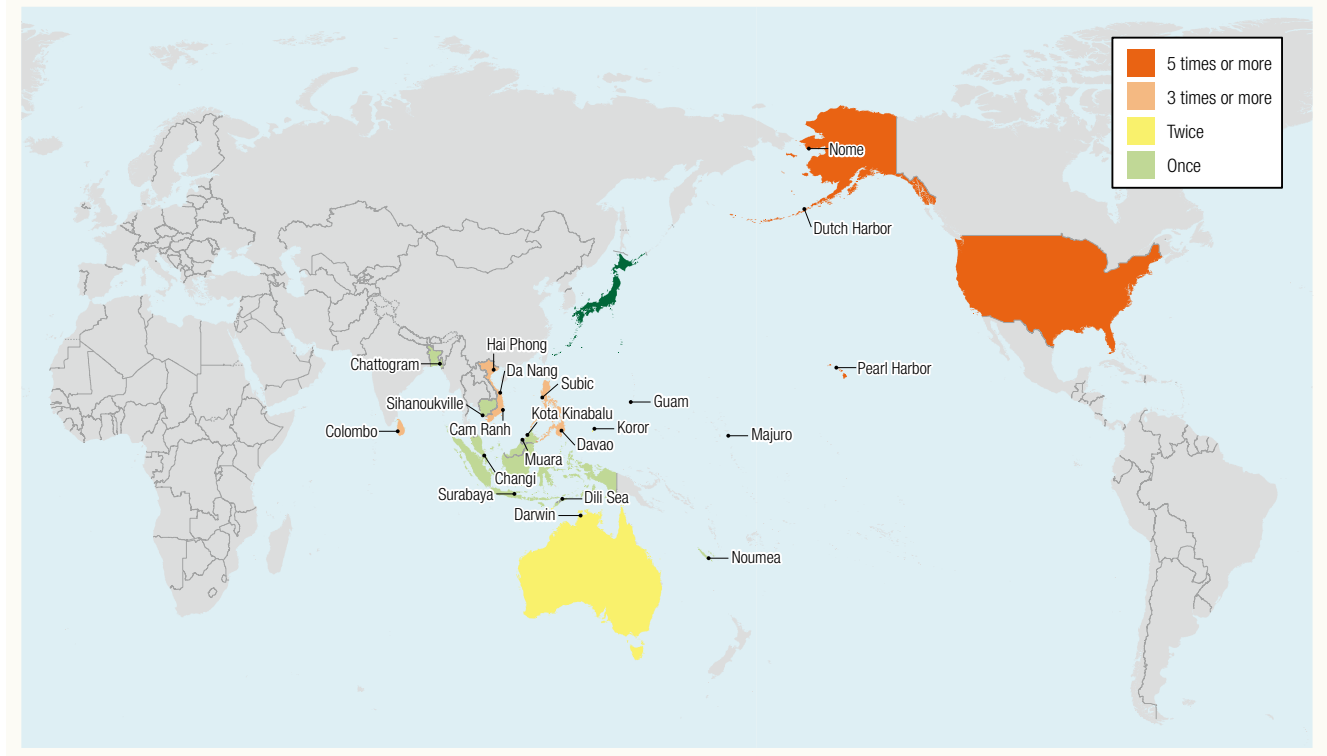 5 times or more
3 times or more
Twice
Once
Nome
Dutch Harbor
Hai Phong
Chattogram
Da Nang
Pearl Harbor
Subic
Sihanoukville
Guam
Kota Kinabalu
Colombo
Cam Ranh
Koror
Majuro
Davao
Muara
Changi
Surabaya
Dili Sea
Darwin
Noumea